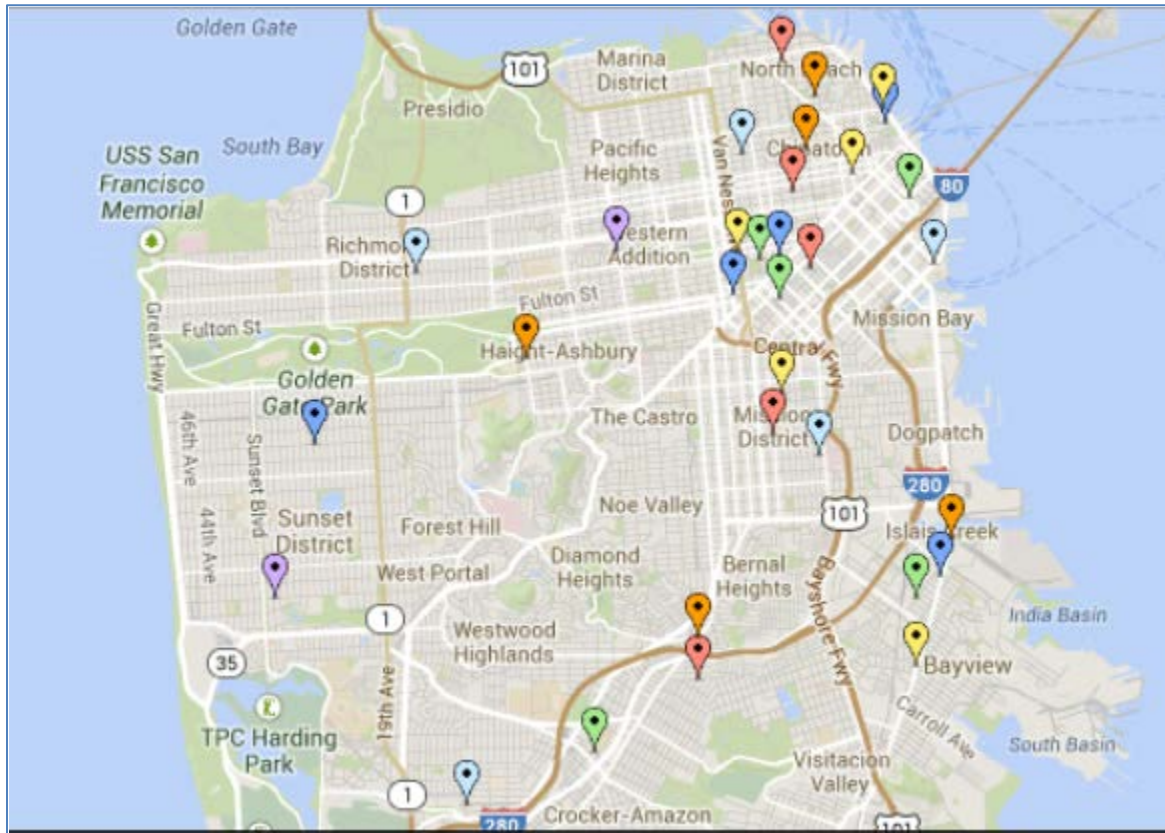 Golden Gate
101
Marina
District
North Beach
Presidio
South Bay
USS San
Francisco
Memorial
Pacific
Heights
Van Ness
Chinatown
80
1
Richmond
District
Western
Addition
Fulton St
Fulton St
Great Hwy
Mission Bay
Haight-Ashbury
Central Fwy
Golden
Gate Park
The Castro
Mission
District
Dogpatch
46th Ave
44th Ave
Sunset Blvd
280
101
Noe Valley
Sunset
District
Forest Hill
Islais Creek
West Portal
Diamond
Heights
Bernal
Heights
Bayshore Fwy
India Basin
1
35
Westwood
Highlands
Bayview
19th Ave
TPC Harding
Park
Carroll Ave
South Basin
Visitacion
Valley
1
280
Crocker-Amazon
101